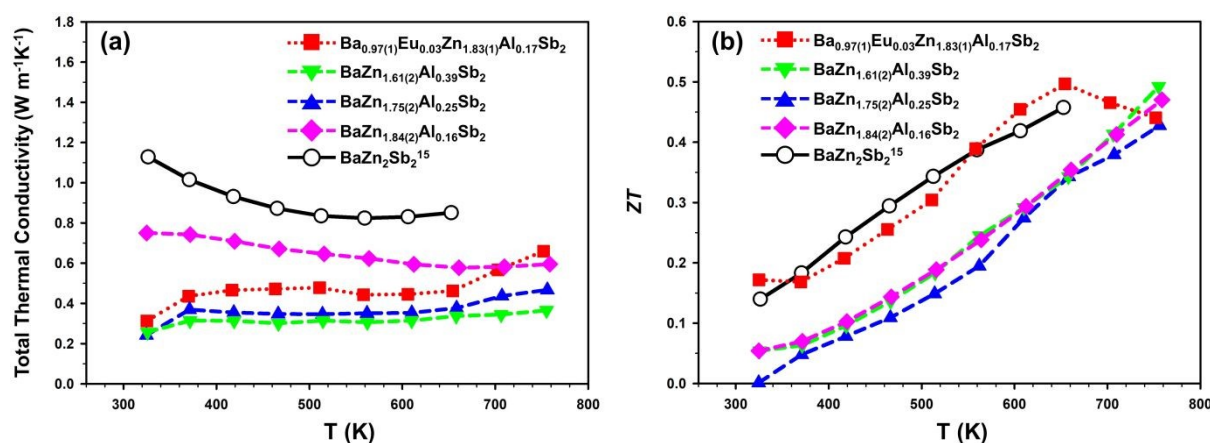 (a)
Total Thermal Conductivity (W m⁻¹K⁻¹)
1.8
1.6
1.4
1.2
1.0
0.8
0.6
0.4
0.2
0.0
Ba₀.₉₇₍₁₎Eu₀.₀₃Zn₁.₈₃₍₁₎Al₀.₁₇Sb₂
BaZn₁.₆₁₍₂₎Al₀.₃₉Sb₂
BaZn₁.₇₅₍₂₎Al₀.₂₅Sb₂
BaZn₁.₈₄₍₂₎Al₀.₁₆Sb₂
BaZn₂Sb₂¹⁵
300 400 500 600 700 800
T (K)
(b)
ZT
0.6
0.5
0.4
0.3
0.2
0.1
0.0
Ba₀.₉₇₍₁₎Eu₀.₀₃Zn₁.₈₃₍₁₎Al₀.₁₇Sb₂
BaZn₁.₆₁₍₂₎Al₀.₃₉Sb₂
BaZn₁.₇₅₍₂₎Al₀.₂₅Sb₂
BaZn₁.₈₄₍₂₎Al₀.₁₆Sb₂
BaZn₂Sb₂¹⁵
300 400 500 600 700 800
T (K)